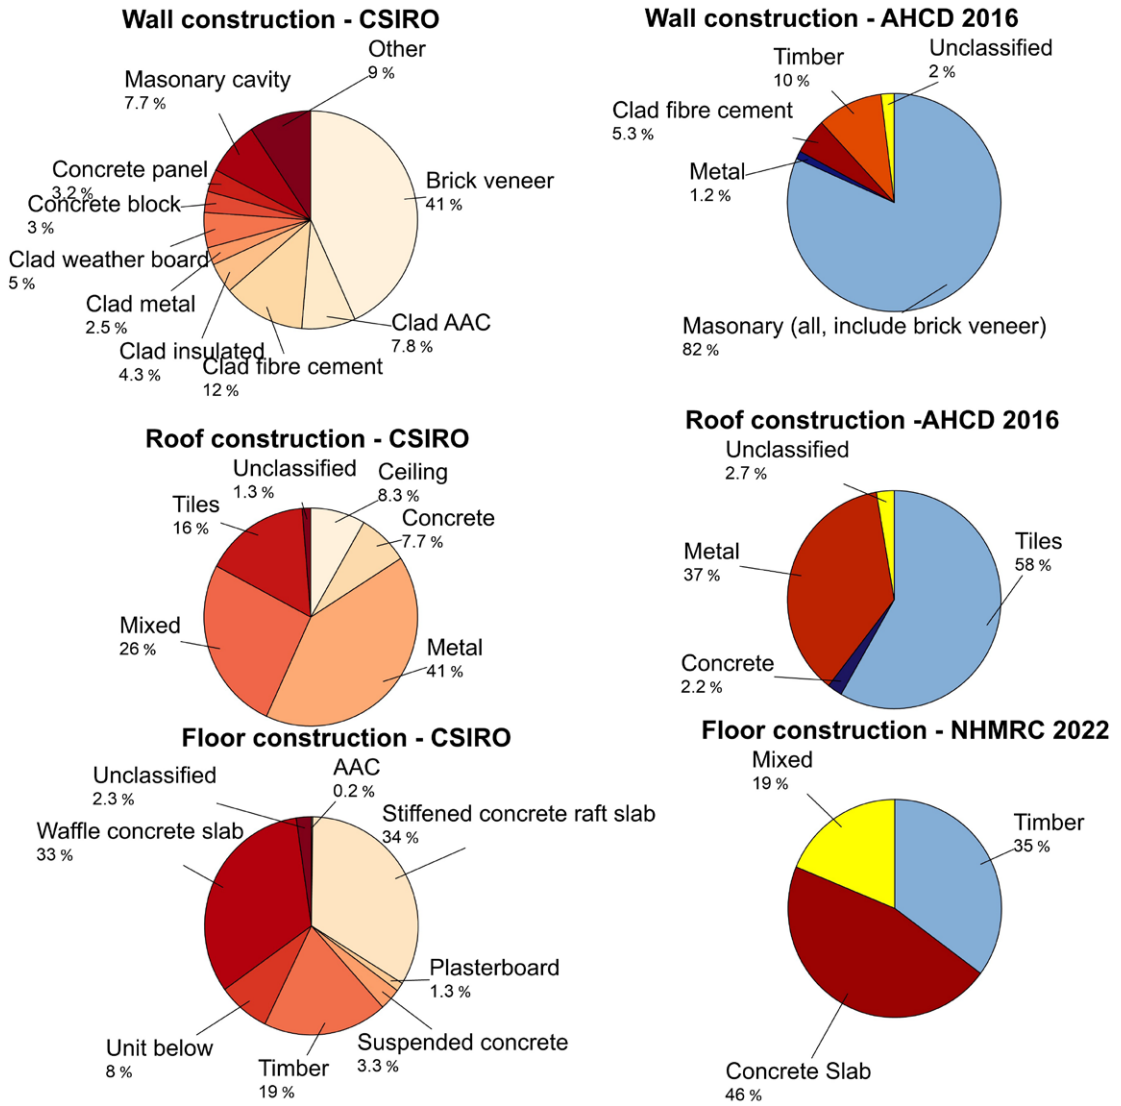 Wall construction - CSIRO
Other
9 %
Masonary cavity
7.7 %
Concrete panel
3.2 %
Concrete block
3 %
Clad weather board
5 %
Clad metal
2.5 %
Clad insulated
4.3 %
Clad fibre cement
12 %
Clad AAC
7.8 %
Brick veneer
41 %
Wall construction - AHCD 2016
Unclassified
2 %
Timber
10 %
Clad fibre cement
5.3 %
Metal
1.2 %
Masonary (all, include brick veneer)
82 %
Roof construction - CSIRO
Unclassified
1.3 %
Ceiling
8.3 %
Tiles
16 %
Concrete
7.7 %
Mixed
26 %
Metal
41 %
Roof construction -AHCD 2016
Unclassified
2.7 %
Metal
37 %
Tiles
58 %
Concrete
2.2 %
Floor construction - CSIRO
AAC
0.2 %
Unclassified
2.3 %
Stiffened concrete raft slab
34 %
Waffle concrete slab
33 %
Plasterboard
1.3 %
Suspended concrete
3.3 %
Unit below
8 %
Timber
19 %
Floor construction - NHMRC 2022
Mixed
19 %
Timber
35 %
Concrete Slab
46 %